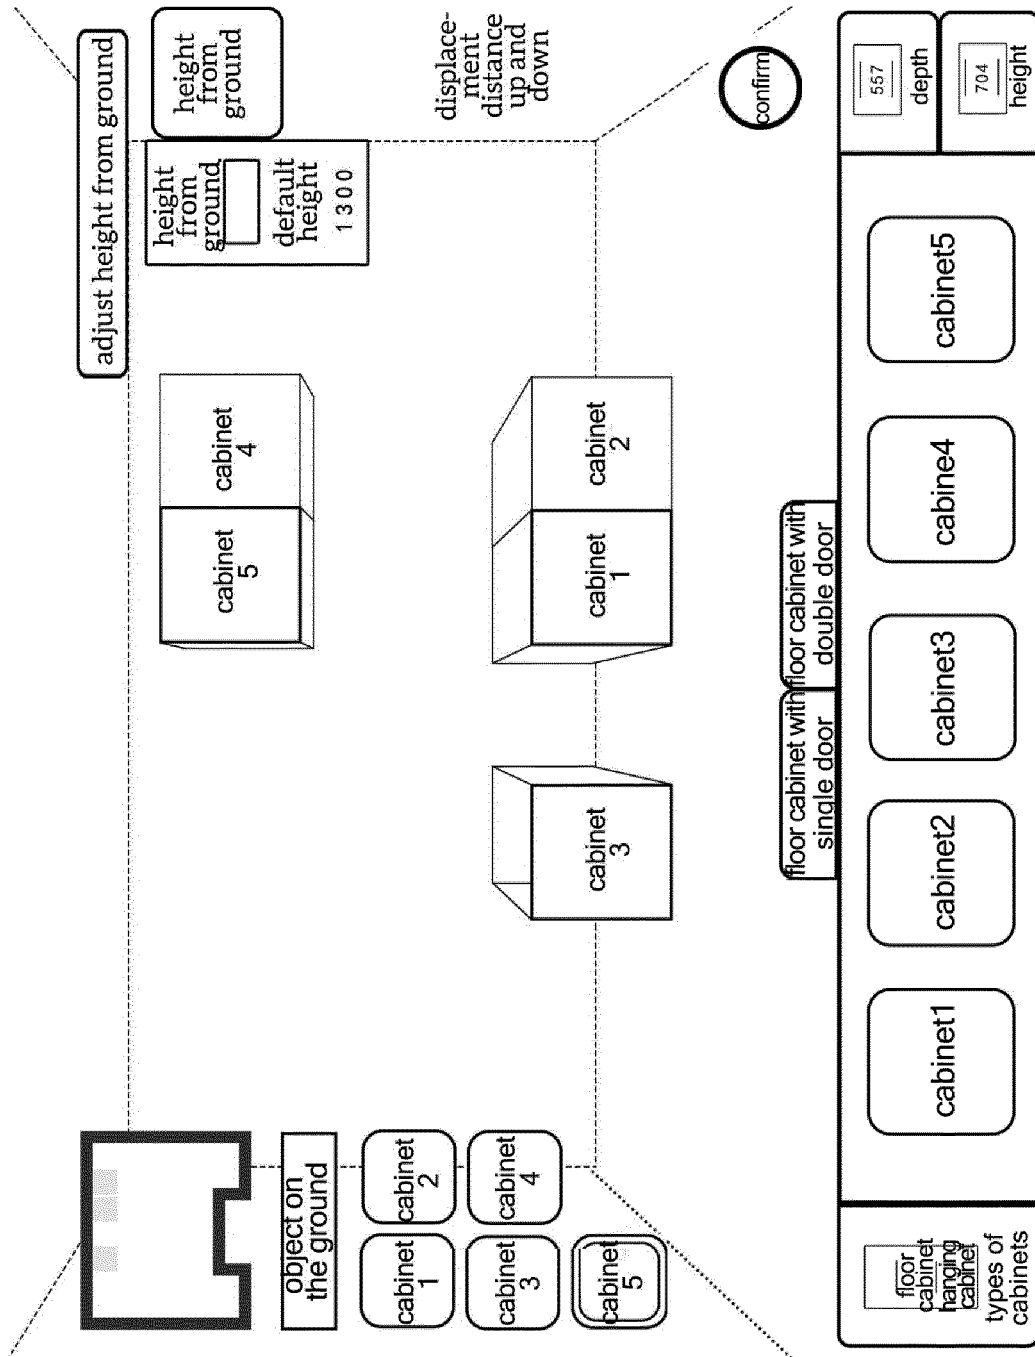 adjust height from ground
height
from
ground
height
from
ground
default
height
1300
displace-
ment
distance
up and
down
confirm
object on
the ground
cabinet
1
cabinet
2
cabinet
3
cabinet
4
cabinet
5
cabinet
5
cabinet
4
cabinet
3
cabinet
1
cabinet
2
floor cabinet with
single door
floor cabinet with
double door
floor
cabinet
hanging
cabinet
types of
cabinets
cabinet1
cabinet2
cabinet3
cabine4
cabinet5
557
depth
704
height